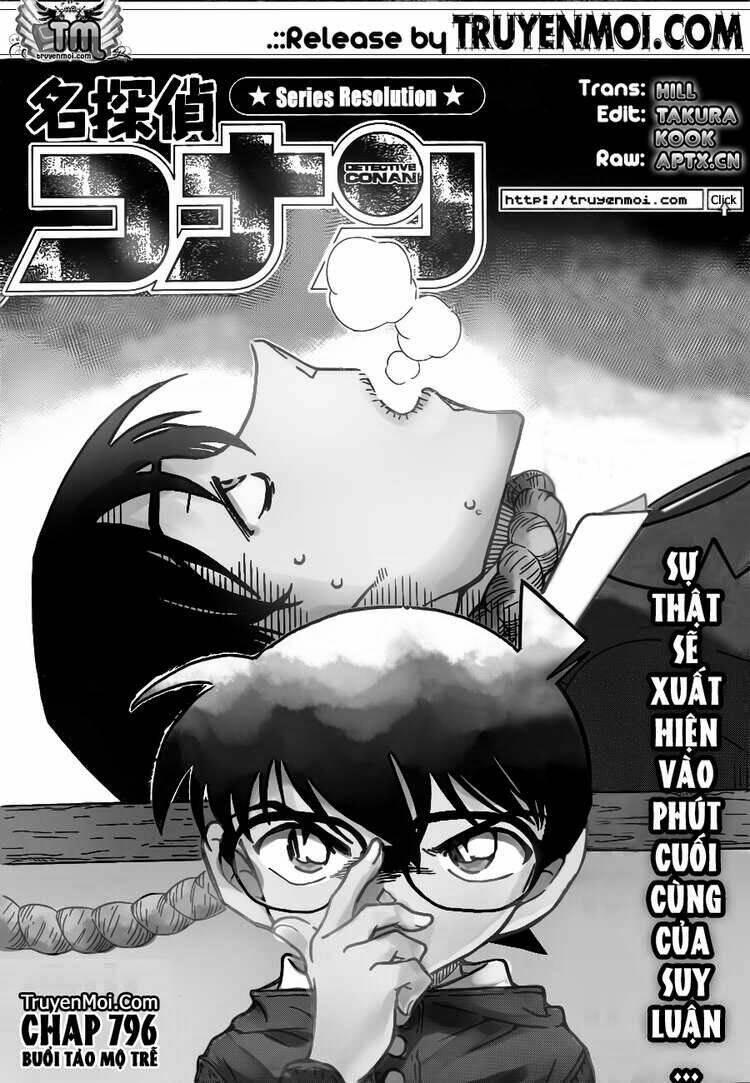 TM
truyenmoi.com
.::Release by TRUYENMOI.COM
名探偵
コナン
DETECTIVE
CONAN
★ Series Resolution ★
Trans: HILL
Edit: TAKURA
KOOK
Raw: APTX.CN
http://truyenmoi.com
Click
SỰ
THẬT
SẼ
XUẤT
HIỆN
VÀO
PHÚT
CUỐI
CÙNG
CỦA
SUY
LUẬN
...
TruyenMoi.Com
CHAP 796
BUỔI TẢO MỘ TRỄ